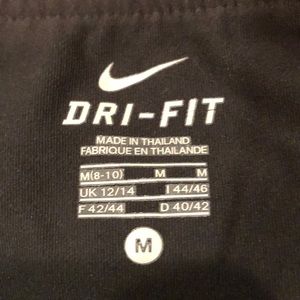 DRI-FIT
MADE IN THAILAND
FABRIQUE EN THAILANDE
M(8-10) M M
UK 12/14 I 44/46
F 42/44 D 40/42
M